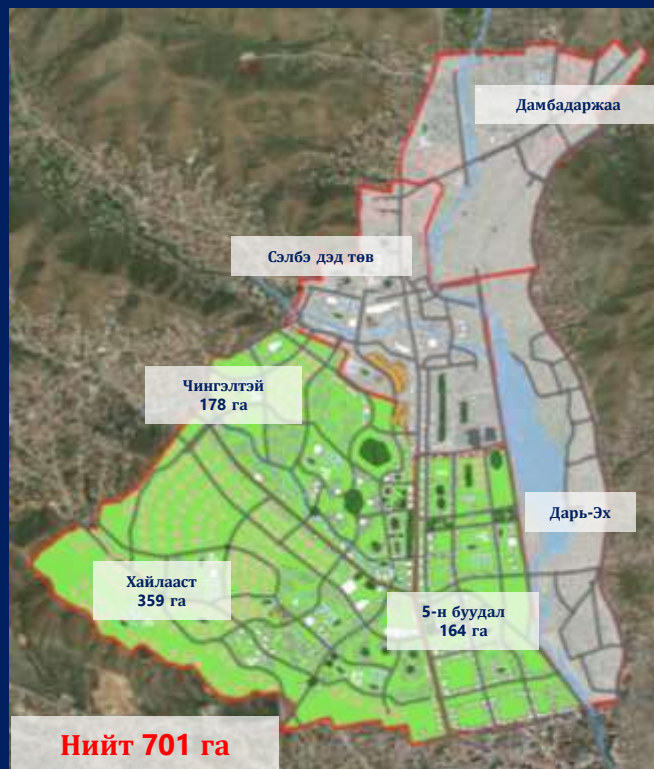 Дамбадаржаа
Сэлбэ дэд төв
Чингэлтэй
178 га
Дарь-Эх
Хайлааст
359 га
5-н буудал
164 га
Нийт 701 га